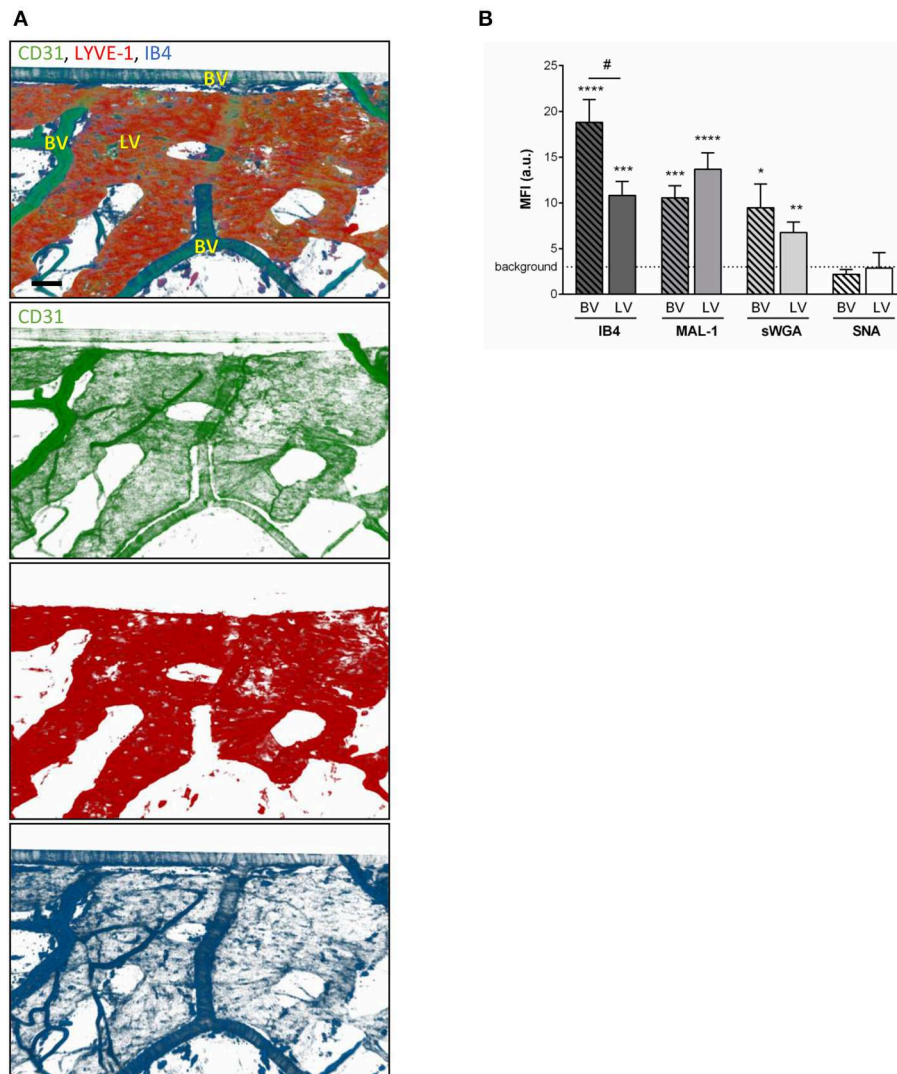 A
CD31, LYVE-1, IB4
BV
BV
LV
BV
CD31
B
25
20
15
10
5
0
MFI (a.u.)
background
#
****
***
***
****
*
**
BV LV BV LV BV LV BV LV
IB4 MAL-1 sWGA SNA